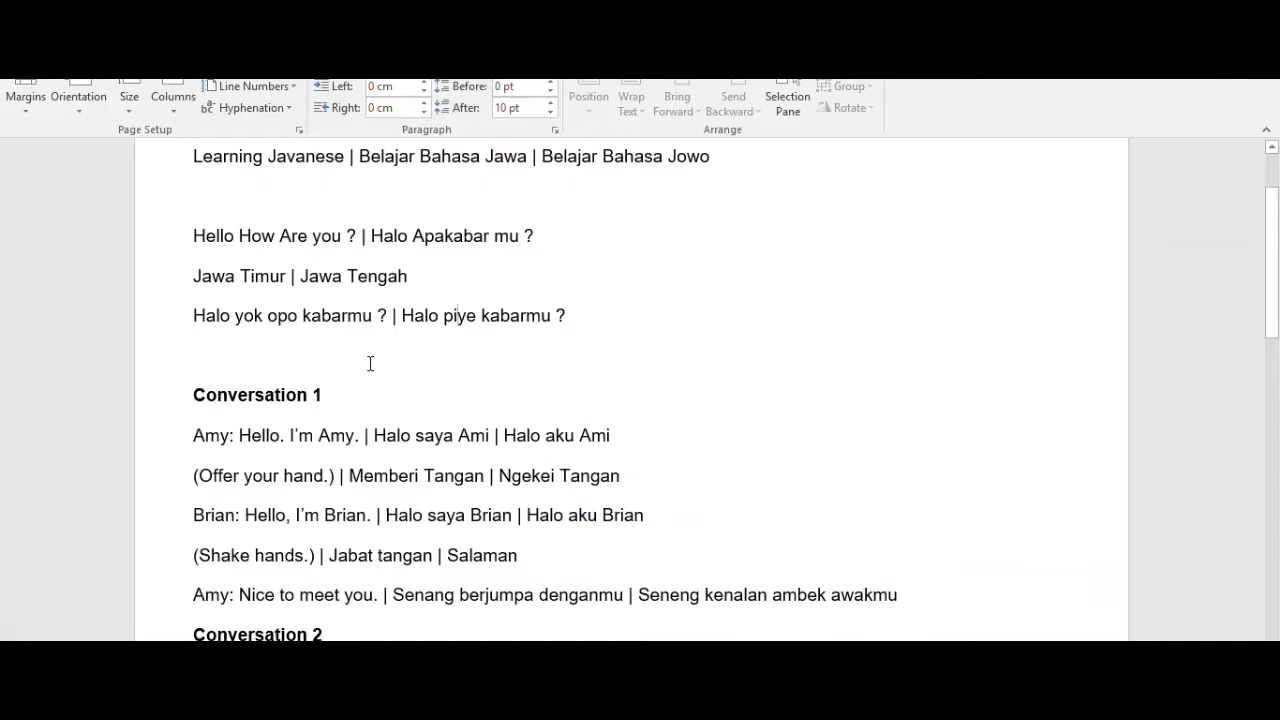 Line Numbers
Left: 0 cm
Before: 0 pt
Group
Margins Orientation Size Columns
Hyphenation
Right: 0 cm
After: 10 pt
Position Wrap Text Bring Forward Send Backward Selection Pane
Rotate
Page Setup
Paragraph
Arrange
Learning Javanese | Belajar Bahasa Jawa | Belajar Bahasa Jowo
Hello How Are you ? | Halo Apakabar mu ?
Jawa Timur | Jawa Tengah
Halo yok opo kabarmu ? | Halo piye kabarmu ?
Conversation 1
Amy: Hello. I’m Amy. | Halo saya Ami | Halo aku Ami
(Offer your hand.) | Memberi Tangan | Ngekei Tangan
Brian: Hello, I’m Brian. | Halo saya Brian | Halo aku Brian
(Shake hands.) | Jabat tangan | Salaman
Amy: Nice to meet you. | Senang berjumpa denganmu | Seneng kenalan ambek awakmu
Conversation 2